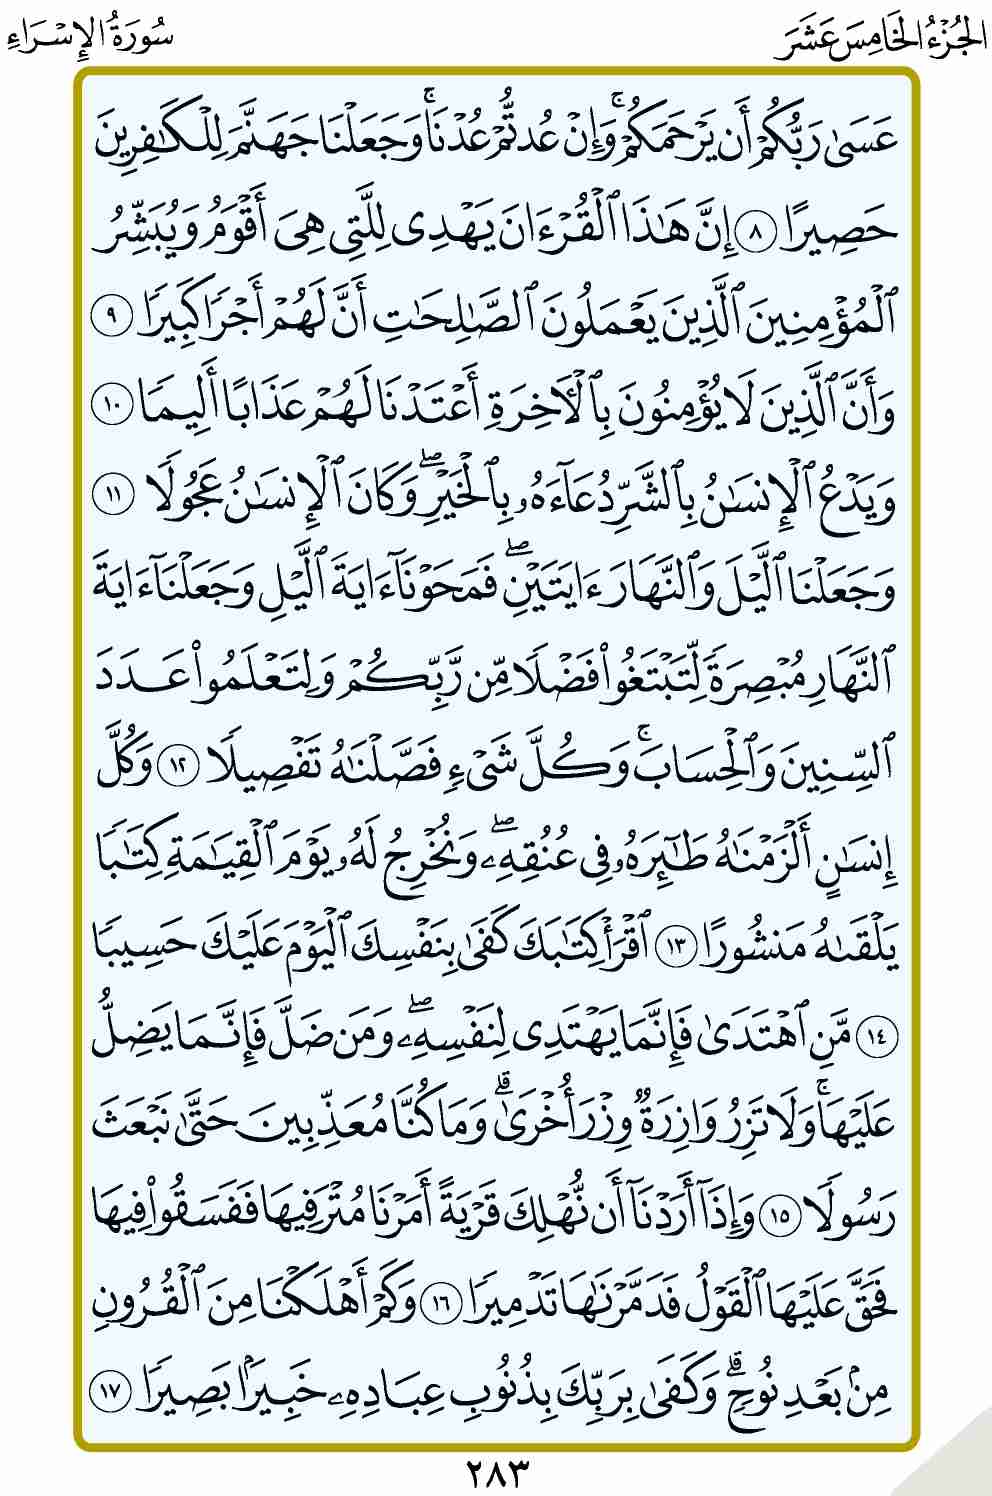 الجُزْءُ الخَامِسَ عَشَرَ
سُورَةُ الإِسْرَاءِ
عَسَىٰ رَبُّكُمْ أَن يَرْحَمَكُمْ ۚ وَإِنْ عُدتُّمْ عُدْنَا ۚ وَجَعَلْنَا جَهَنَّمَ لِلْكَافِرِينَ
حَصِيرًا ٨ إِنَّ هَـٰذَا ٱلْقُرْءَانَ يَهْدِى لِلَّتِى هِىَ أَقْوَمُ وَيُبَشِّرُ
ٱلْمُؤْمِنِينَ ٱلَّذِينَ يَعْمَلُونَ ٱلصَّـٰلِحَـٰتِ أَنَّ لَهُمْ أَجْرًا كَبِيرًا ٩
وَأَنَّ ٱلَّذِينَ لَا يُؤْمِنُونَ بِٱلْـَٔاخِرَةِ أَعْتَدْنَا لَهُمْ عَذَابًا أَلِيمًا ١٠
وَيَدْعُ ٱلْإِنسَـٰنُ بِٱلشَّرِّ دُعَآءَهُۥ بِٱلْخَيْرِ ۖ وَكَانَ ٱلْإِنسَـٰنُ عَجُولًا ١١
وَجَعَلْنَا ٱلَّيْلَ وَٱلنَّهَارَ ءَايَتَيْنِ ۖ فَمَحَوْنَآ ءَايَةَ ٱلَّيْلِ وَجَعَلْنَآ ءَايَةَ
ٱلنَّهَارِ مُبْصِرَةً لِّتَبْتَغُوا۟ فَضْلًا مِّن رَّبِّكُمْ وَلِتَعْلَمُوا۟ عَدَدَ
ٱلسِّنِينَ وَٱلْحِسَابَ ۚ وَكُلَّ شَىْءٍ فَصَّلْنَـٰهُ تَفْصِيلًا ١٢ وَكُلَّ
إِنسَـٰنٍ أَلْزَمْنَـٰهُ طَـٰٓئِرَهُۥ فِى عُنُقِهِۦ ۖ وَنُخْرِجُ لَهُۥ يَوْمَ ٱلْقِيَـٰمَةِ كِتَـٰبًا
يَلْقَىٰهُ مَنشُورًا ١٣ ٱقْرَأْ كِتَـٰبَكَ كَفَىٰ بِنَفْسِكَ ٱلْيَوْمَ عَلَيْكَ حَسِيبًا
١٤ مَّنِ ٱهْتَدَىٰ فَإِنَّمَا يَهْتَدِى لِنَفْسِهِۦ ۖ وَمَن ضَلَّ فَإِنَّمَا يَضِلُّ
عَلَيْهَا ۚ وَلَا تَزِرُ وَازِرَةٌ وِزْرَ أُخْرَىٰ ۗ وَمَا كُنَّا مُعَذِّبِينَ حَتَّىٰ نَبْعَثَ
رَسُولًا ١٥ وَإِذَآ أَرَدْنَآ أَن نُّهْلِكَ قَرْيَةً أَمَرْنَا مُتْرَفِيهَا فَفَسَقُوا۟ فِيهَا
فَحَقَّ عَلَيْهَا ٱلْقَوْلُ فَدَمَّرْنَـٰهَا تَدْمِيرًا ١٦ وَكَمْ أَهْلَكْنَا مِنَ ٱلْقُرُونِ
مِنۢ بَعْدِ نُوحٍ ۗ وَكَفَىٰ بِرَبِّكَ بِذُنُوبِ عِبَادِهِۦ خَبِيرًۢا بَصِيرًا ١٧
٢٨٣